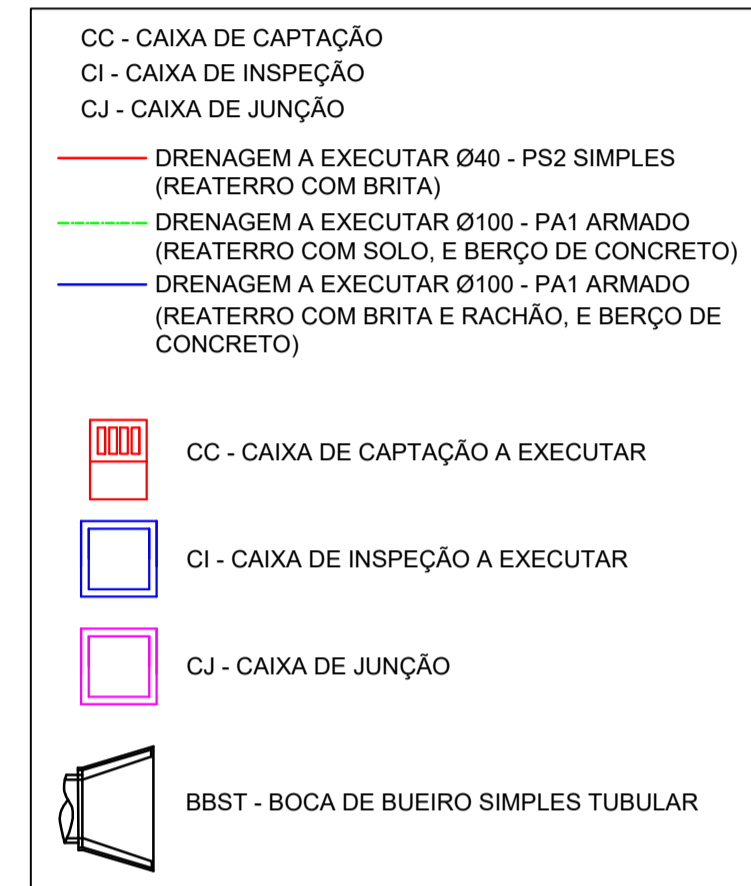 CC - CAIXA DE CAPTAÇÃO
CI - CAIXA DE INSPEÇÃO
CJ - CAIXA DE JUNÇÃO
DRENAGEM A EXECUTAR Ø40 - PS2 SIMPLES
(REATERRO COM BRITA)
DRENAGEM A EXECUTAR Ø100 - PA1 ARMADO
(REATERRO COM SOLO, E BERÇO DE CONCRETO)
DRENAGEM A EXECUTAR Ø100 - PA1 ARMADO
(REATERRO COM BRITA E RACHÃO, E BERÇO DE
CONCRETO)
CC - CAIXA DE CAPTAÇÃO A EXECUTAR
CI - CAIXA DE INSPEÇÃO A EXECUTAR
CJ - CAIXA DE JUNÇÃO
BBST - BOCA DE BUEIRO SIMPLES TUBULAR